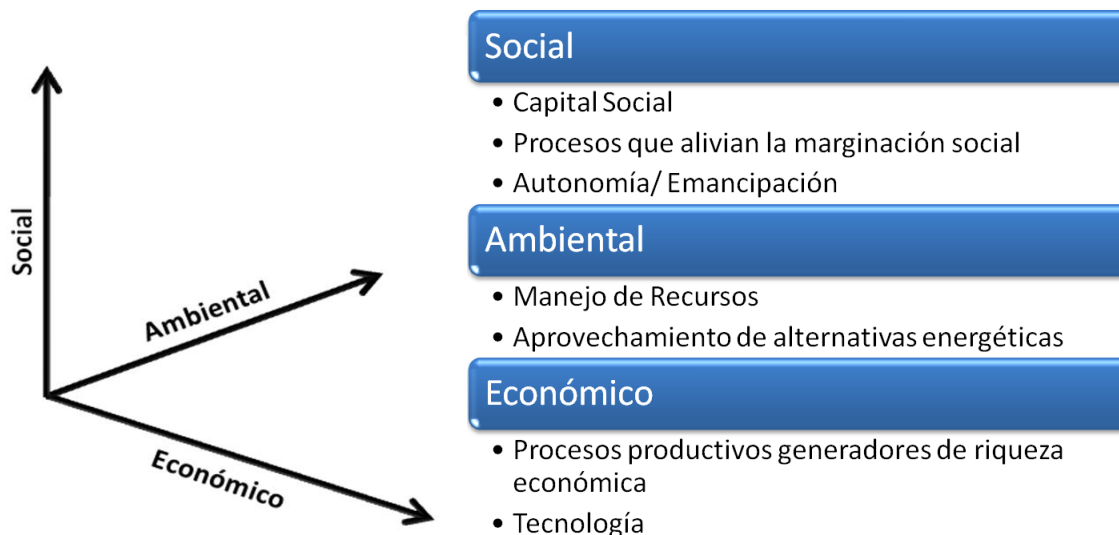 Social
Ambiental
Económico
Social
• Capital Social
• Procesos que alivian la marginación social
• Autonomía/ Emancipación
Ambiental
• Manejo de Recursos
• Aprovechamiento de alternativas energéticas
Económico
• Procesos productivos generadores de riqueza
económica
• Tecnología